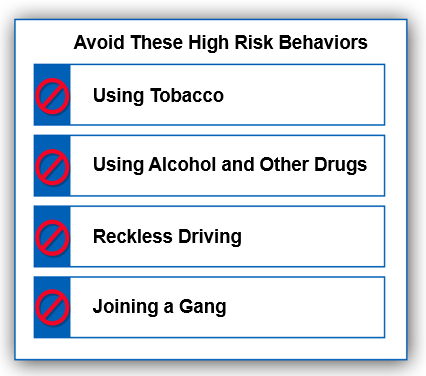 Avoid These High Risk Behaviors
Using Tobacco
Using Alcohol and Other Drugs
Reckless Driving
Joining a Gang